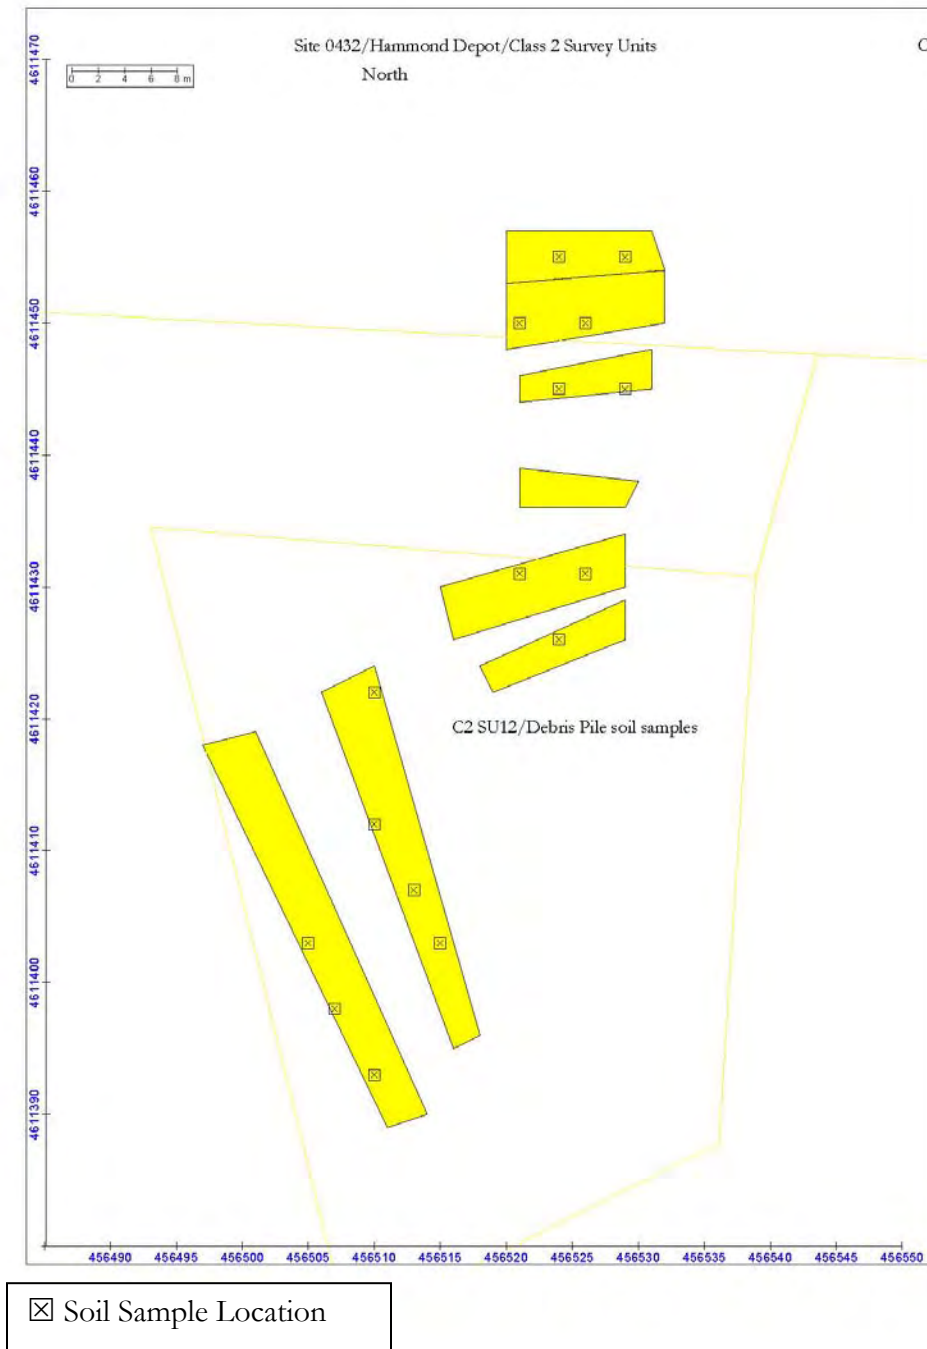 Site 0432/Hammond Depot/Class 2 Survey Units
C
North
0 2 4 6 8 m
4611470
4611460
4611450
4611440
4611430
4611420
4611410
4611400
4611390
C2 SU12/Debris Pile soil samples
456490 456495 456500 456505 456510 456515 456520 456525 456530 456535 456540 456545 456550
Soil Sample Location